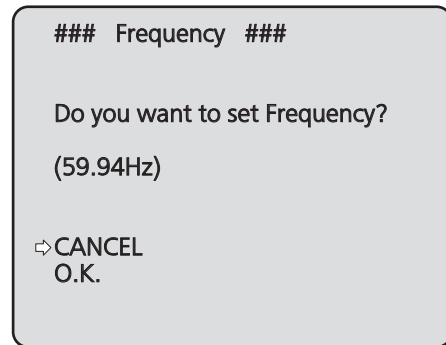 ### Frequency ###
Do you want to set Frequency?
(59.94Hz)
⇨CANCEL
O.K.